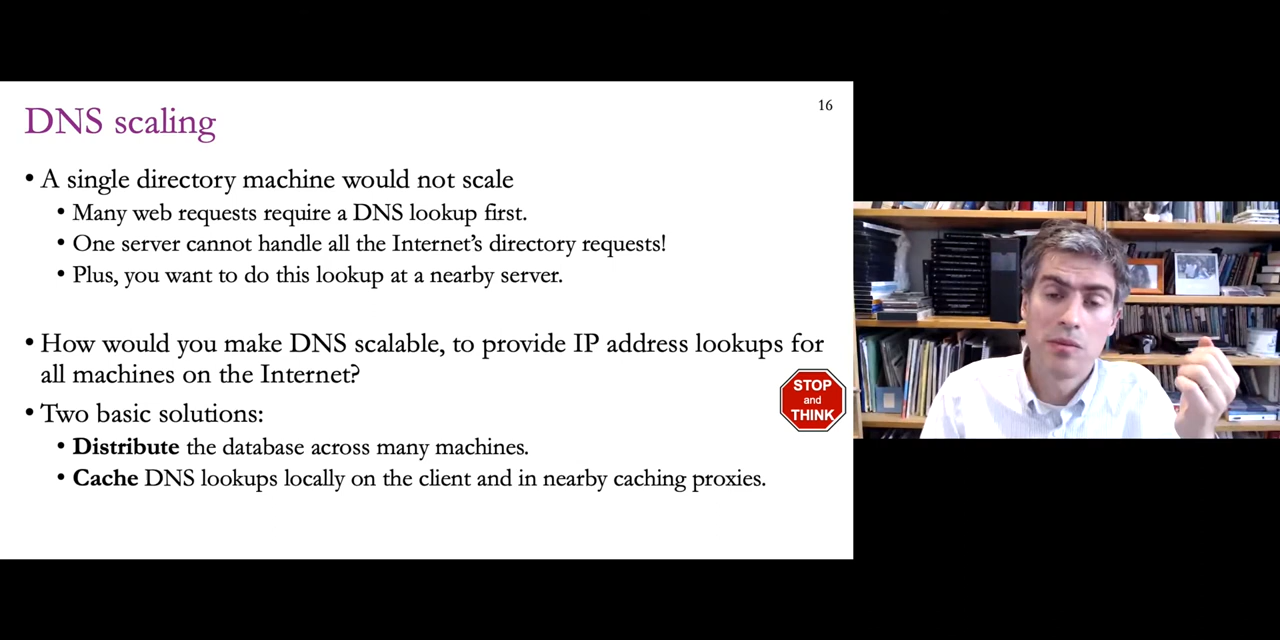 16
DNS scaling
• A single directory machine would not scale
• Many web requests require a DNS lookup first.
• One server cannot handle all the Internet's directory requests!
• Plus, you want to do this lookup at a nearby server.
• How would you make DNS scalable, to provide IP address lookups for
all machines on the Internet?
STOP
and
THINK
• Two basic solutions:
• Distribute the database across many machines.
• Cache DNS lookups locally on the client and in nearby caching proxies.